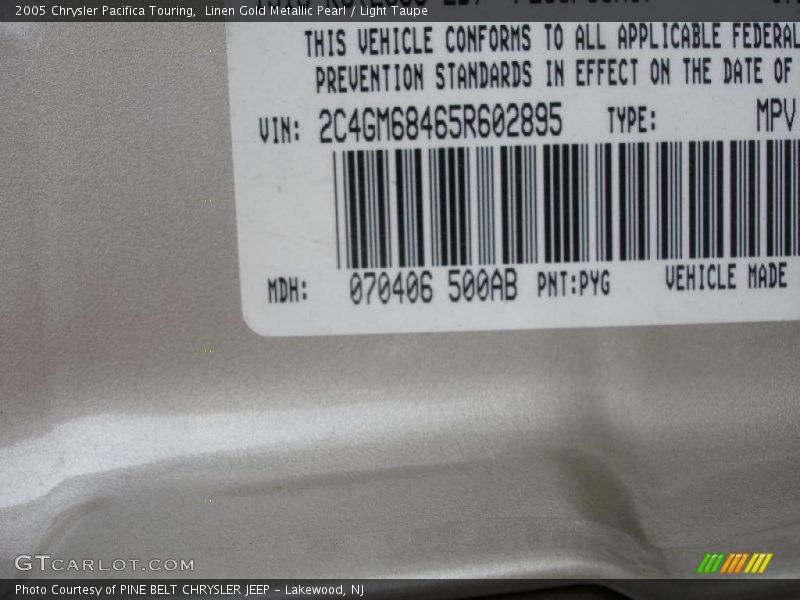 2005 Chrysler Pacifica Touring, Linen Gold Metallic Pearl / Light Taupe
THIS VEHICLE CONFORMS TO ALL APPLICABLE FEDERAL
PREVENTION STANDARDS IN EFFECT ON THE DATE OF
VIN: 2C4GM68465R602895 TYPE: MPV
MDH: 070406 500AB PNT:PYG VEHICLE MADE
GTCARLOT.COM
Photo Courtesy of PINE BELT CHRYSLER JEEP - Lakewood, NJ